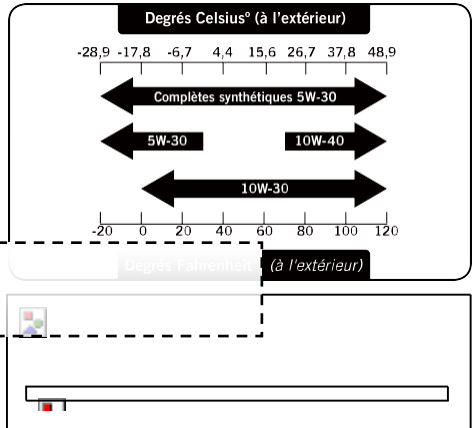 Degrés Celsius° (à l'extérieur)
-28,9 -17,8 -6,7 4,4 15,6 26,7 37,8 48,9
Complètes synthétiques 5W-30
5W-30 10W-40
10W-30
-20 0 20 40 60 80 100 120
Degrés Fahrenheit (à l'extérieur)